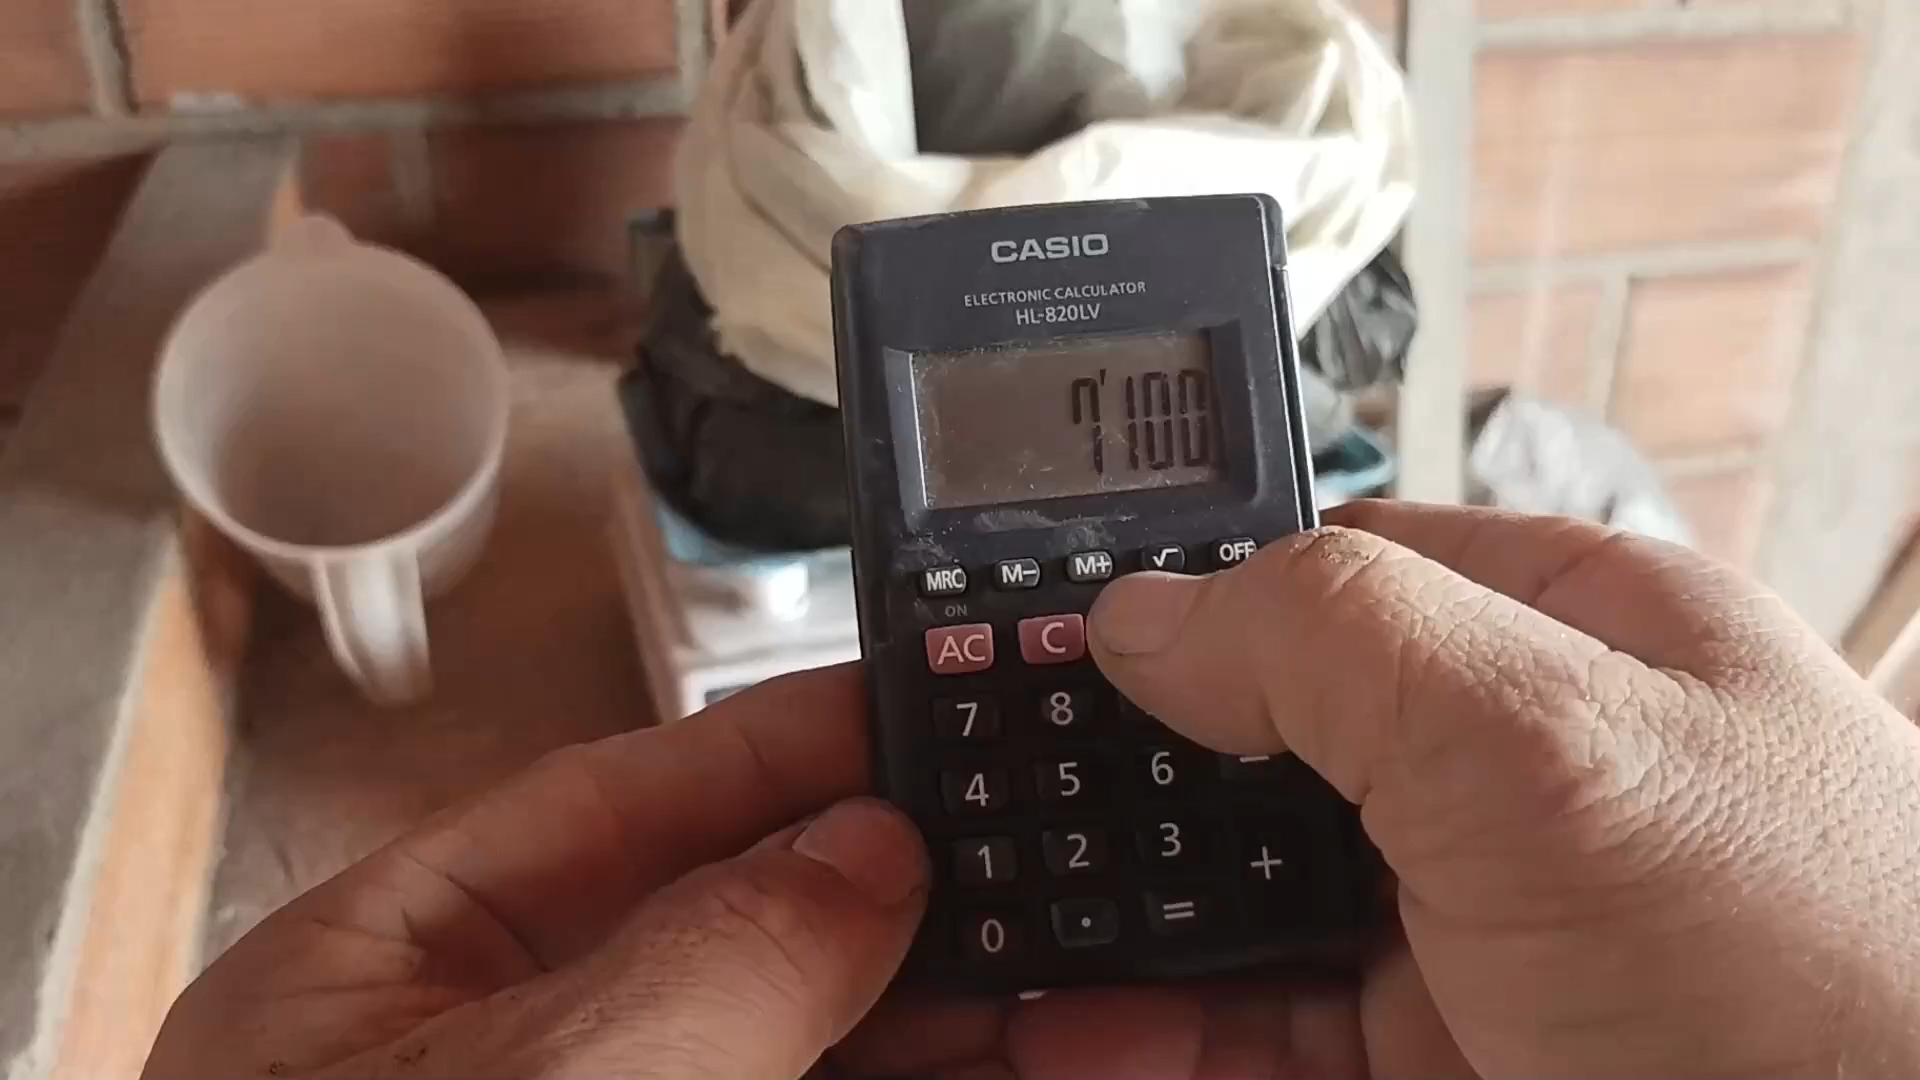 CASIO
ELECTRONIC CALCULATOR
HL-820LV
7'100
MRC M− M+ √ OFF
ON
AC C
7 8
4 5 6 −
1 2 3
+
0 . =